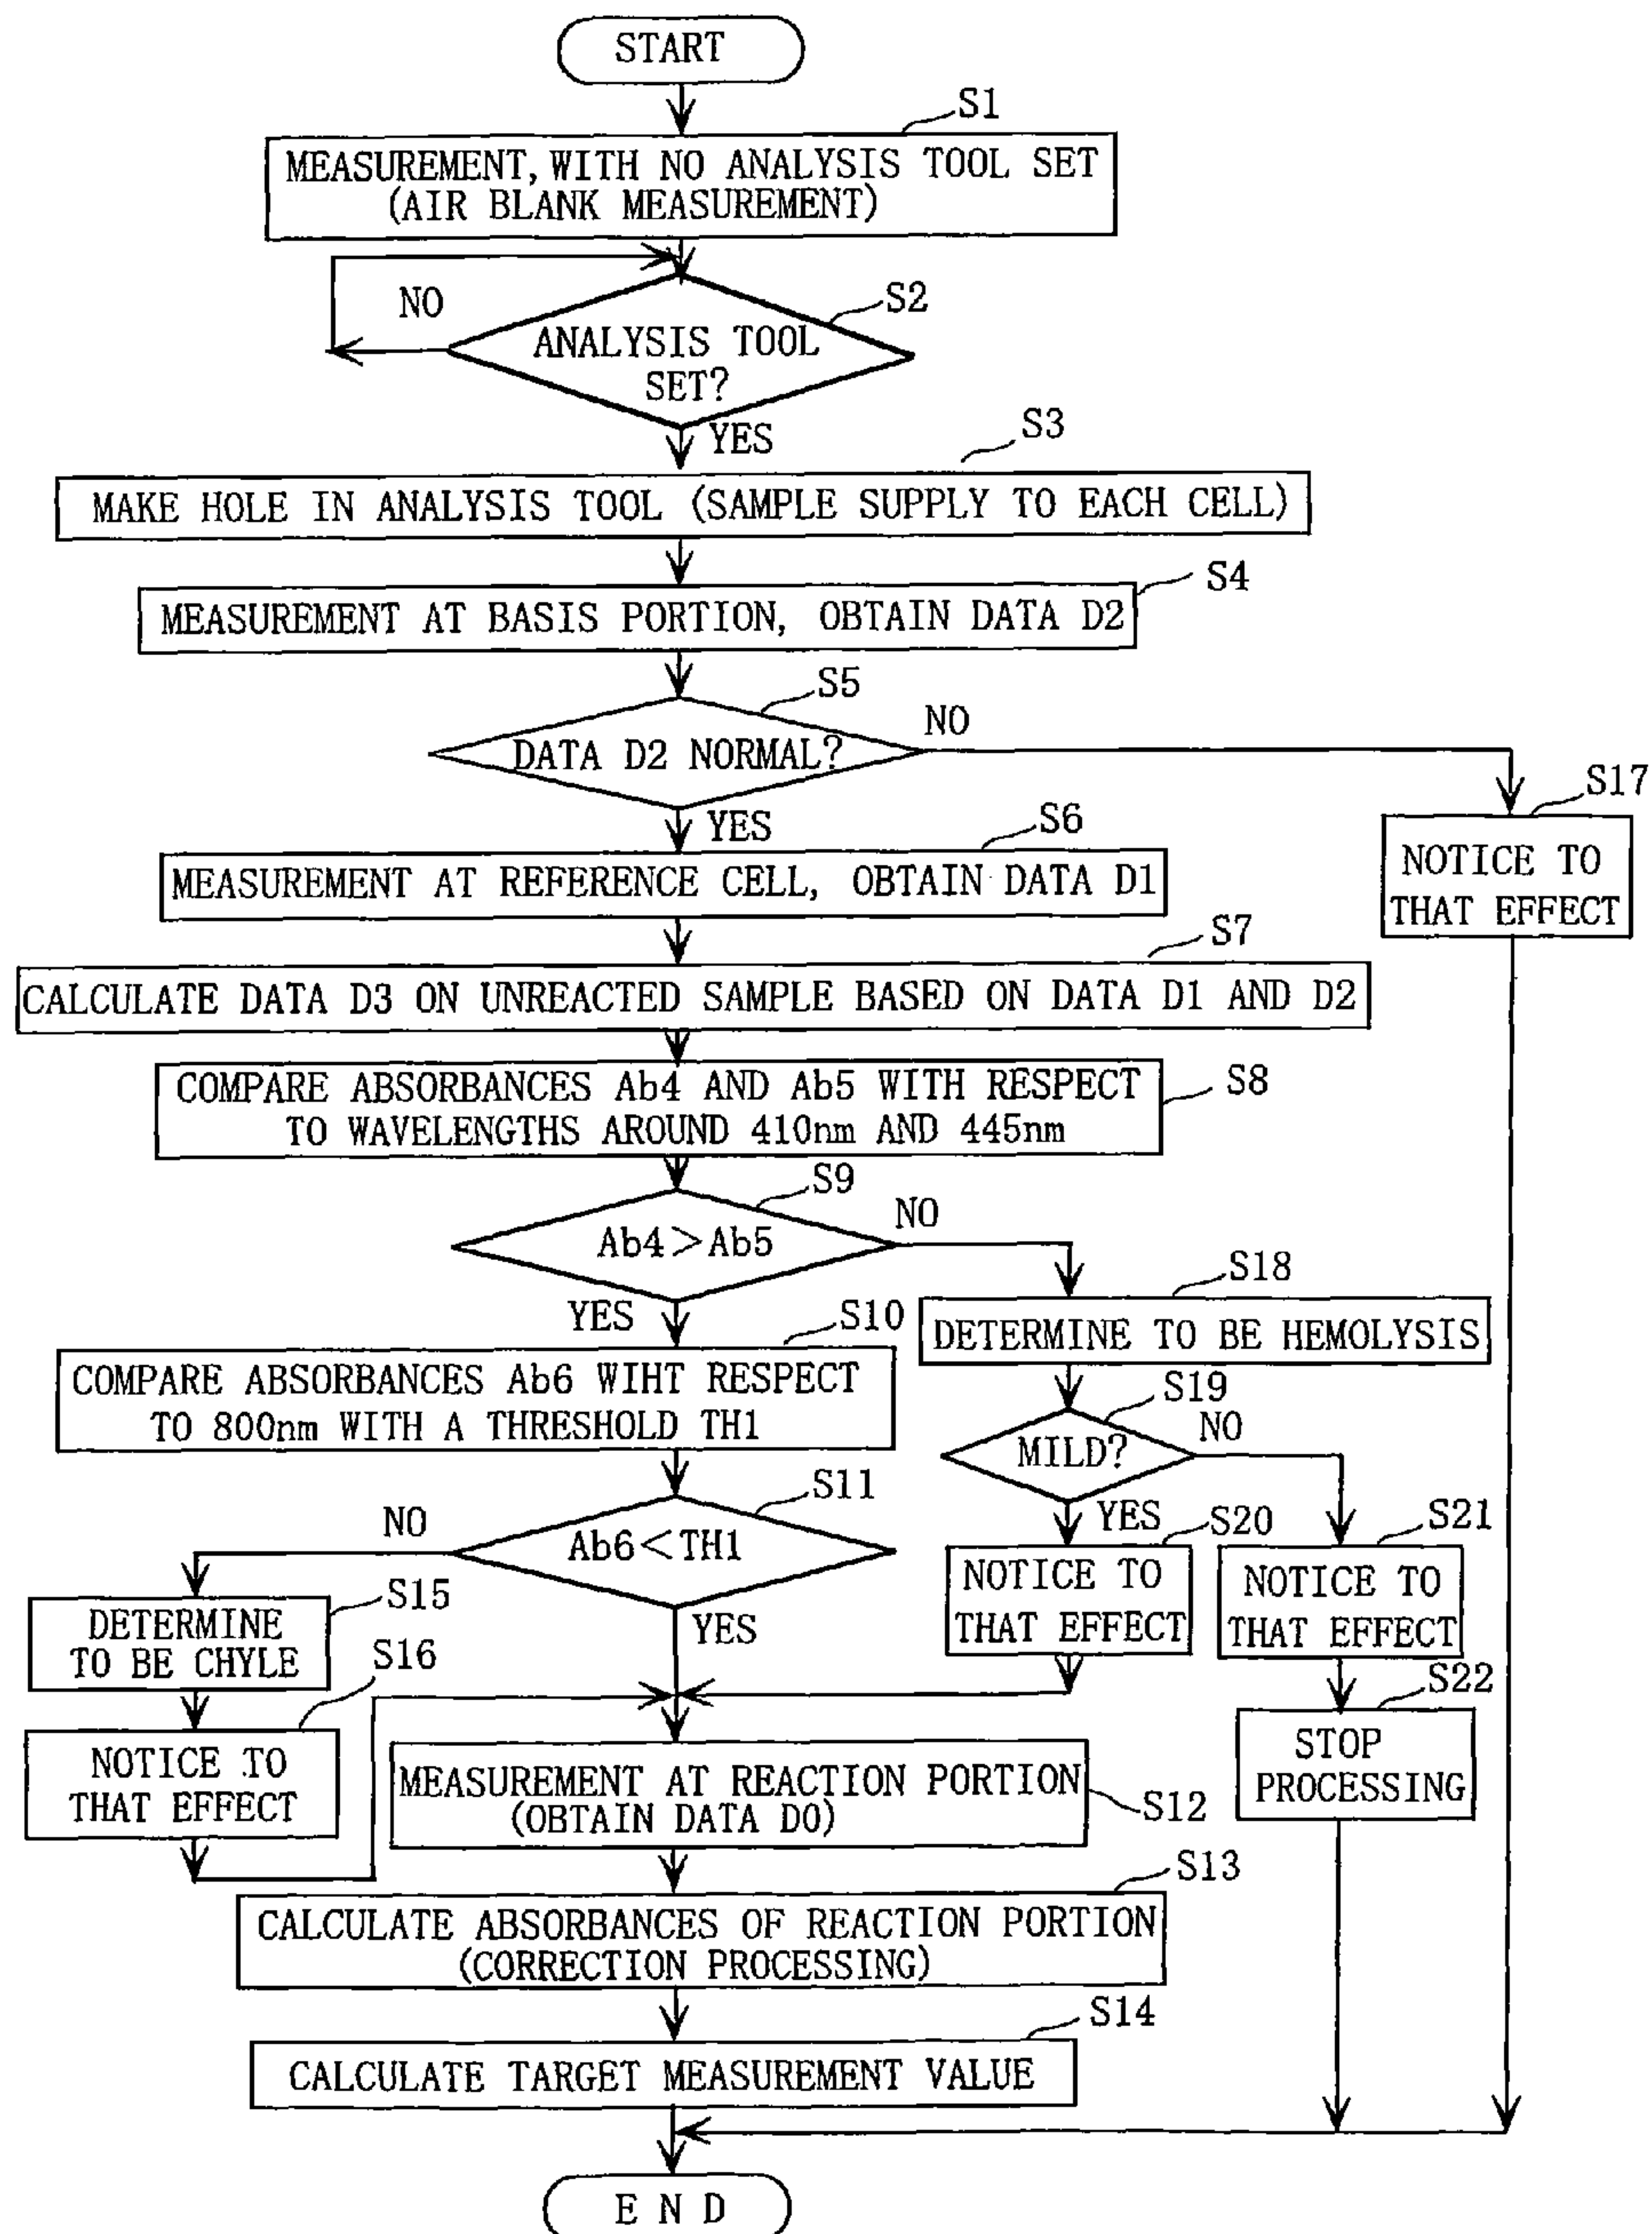 START
S1
MEASUREMENT, WITH NO ANALYSIS TOOL SET
(AIR BLANK MEASUREMENT)
NO
S2
ANALYSIS TOOL
SET?
YES
S3
MAKE HOLE IN ANALYSIS TOOL (SAMPLE SUPPLY TO EACH CELL)
S4
MEASUREMENT AT BASIS PORTION, OBTAIN DATA D2
S5
DATA D2 NORMAL?
NO
YES
S17
NOTICE TO
THAT EFFECT
S6
MEASUREMENT AT REFERENCE CELL, OBTAIN DATA D1
S7
CALCULATE DATA D3 ON UNREACTED SAMPLE BASED ON DATA D1 AND D2
S8
COMPARE ABSORBANCES Ab4 AND Ab5 WITH RESPECT
TO WAVELENGTHS AROUND 410nm AND 445nm
S9
Ab4>Ab5
NO
YES
S10
COMPARE ABSORBANCES Ab6 WIHT RESPECT
TO 800nm WITH A THRESHOLD TH1
S18
DETERMINE TO BE HEMOLYSIS
S19
MILD?
NO
YES
S11
Ab6<TH1
NO
YES
S20
NOTICE TO
THAT EFFECT
S21
NOTICE TO
THAT EFFECT
S22
STOP
PROCESSING
S15
DETERMINE
TO BE CHYLE
S16
NOTICE TO
THAT EFFECT
MEASUREMENT AT REACTION PORTION
(OBTAIN DATA D0)
S12
S13
CALCULATE ABSORBANCES OF REACTION PORTION
(CORRECTION PROCESSING)
S14
CALCULATE TARGET MEASUREMENT VALUE
E N D